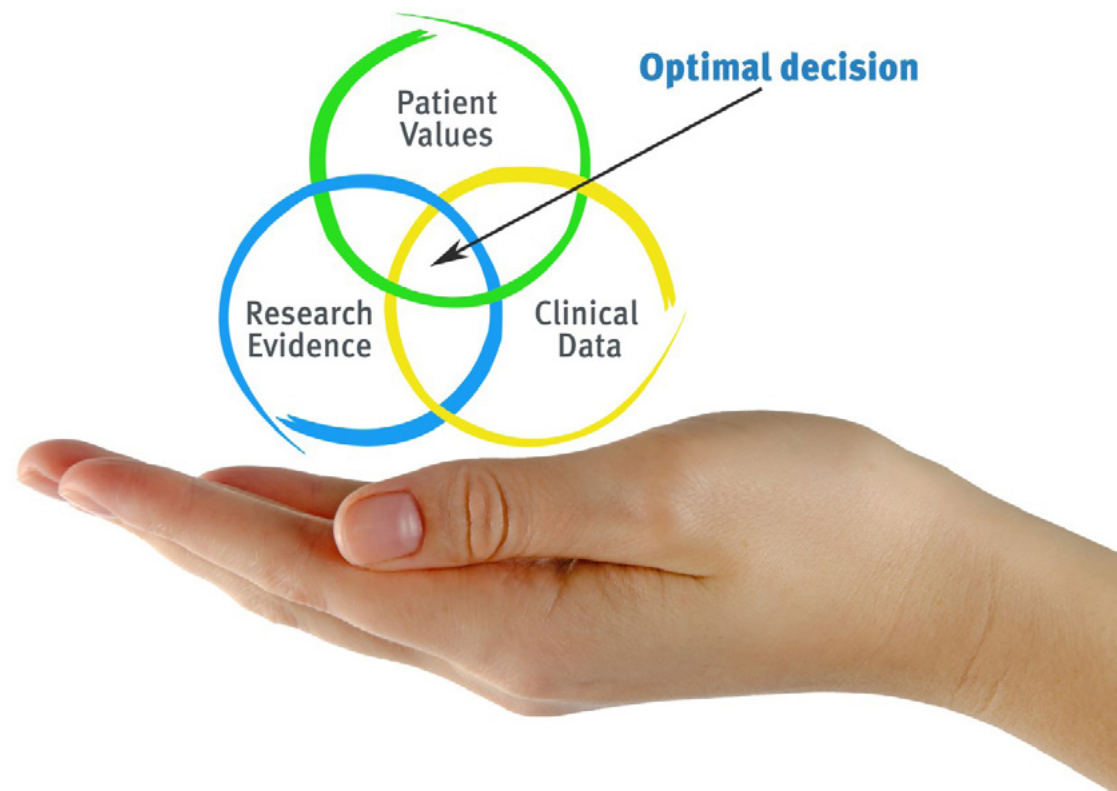 Optimal decision
Patient
Values
Research
Evidence
Clinical
Data